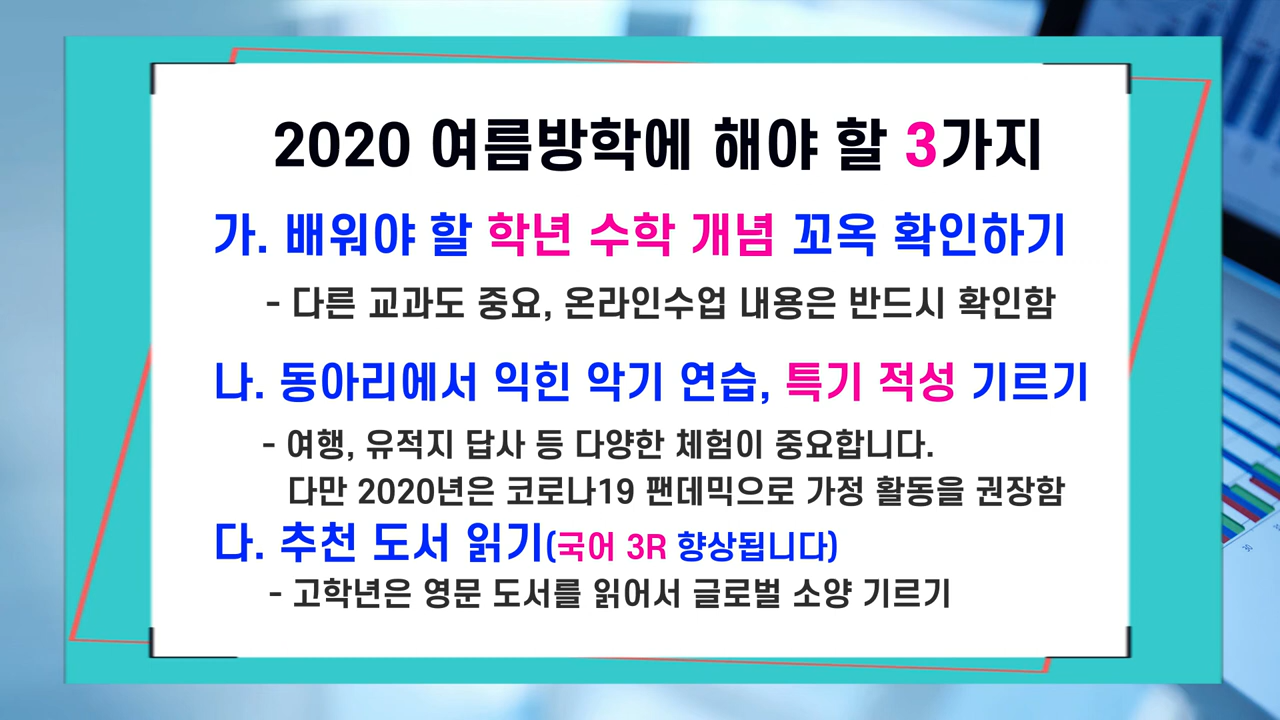 2020 여름방학에 해야 할 3가지
가. 배워야 할 학년 수학 개념 꼬옥 확인하기
- 다른 교과도 중요, 온라인수업 내용은 반드시 확인함
나. 동아리에서 익힌 악기 연습, 특기 적성 기르기
- 여행, 유적지 답사 등 다양한 체험이 중요합니다.
다만 2020년은 코로나19 팬데믹으로 가정 활동을 권장함
다. 추천 도서 읽기(국어 3R 향상됩니다)
- 고학년은 영문 도서를 읽어서 글로벌 소양 기르기